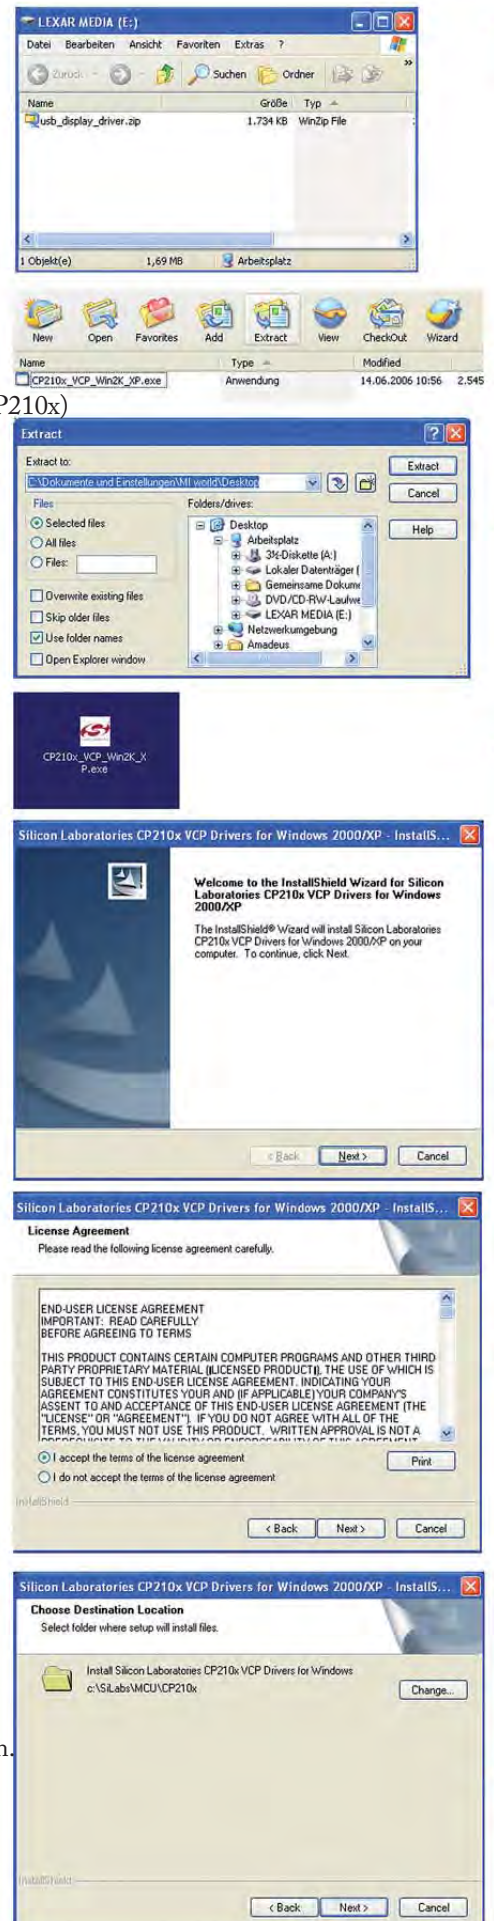 LEXAR MEDIA (E:)
Datei Bearbeiten Ansicht Favoriten Extras ?
Zurück Suchen Ordner »
Name Größe Typ
usb_display_driver.zip 1.734 KB WinZip File
1 Objekt(e) 1,69 MB Arbeitsplatz
New Open Favorites Add Extract View CheckOut Wizard
Name Type Modified
CP210x_VCP_Win2K_XP.exe Anwendung 14.06.2006 10:56 2.545
P210x)
Extract
Extract to:
C:\Dokumente und Einstellungen\MI world\Desktop
Extract
Cancel
Help
Files
Selected files
All files
Files:
Overwrite existing files
Skip older files
Use folder names
Open Explorer window
Folders/drives:
Desktop
Arbeitsplatz
3½-Diskette (A:)
Lokaler Datenträger (
Gemeinsame Dokume
DVD/CD-RW-Laufwe
LEXAR MEDIA (E:)
Netzwerkumgebung
Amadeus
CP210x_VCP_Win2K_X
P.exe
Silicon Laboratories CP210x VCP Drivers for Windows 2000/XP - InstallS...
Welcome to the InstallShield Wizard for Silicon
Laboratories CP210x VCP Drivers for Windows
2000/XP
The InstallShield® Wizard will install Silicon Laboratories
CP210x VCP Drivers for Windows 2000/XP on your
computer. To continue, click Next.
< Back Next > Cancel
Silicon Laboratories CP210x VCP Drivers for Windows 2000/XP - InstallS...
License Agreement
Please read the following license agreement carefully.
END-USER LICENSE AGREEMENT
IMPORTANT: READ CAREFULLY
BEFORE AGREEING TO TERMS
THIS PRODUCT CONTAINS CERTAIN COMPUTER PROGRAMS AND OTHER THIRD
PARTY PROPRIETARY MATERIAL (ǁLICENSED PRODUCTǁ), THE USE OF WHICH IS
SUBJECT TO THIS END-USER LICENSE AGREEMENT. INDICATING YOUR
AGREEMENT CONSTITUTES YOUR AND (IF APPLICABLE) YOUR COMPANY'S
ASSENT TO AND ACCEPTANCE OF THIS END-USER LICENSE AGREEMENT (THE
"LICENSE" OR "AGREEMENT"). IF YOU DO NOT AGREE WITH ALL OF THE
TERMS, YOU MUST NOT USE THIS PRODUCT. WRITTEN APPROVAL IS NOT A
PREREQUISITE TO THE VALIDITY OR ENFORCEABILITY OF THIS AGREEMENT
I accept the terms of the license agreement
I do not accept the terms of the license agreement
Print
InstallShield
< Back Next > Cancel
Silicon Laboratories CP210x VCP Drivers for Windows 2000/XP - InstallS...
Choose Destination Location
Select folder where setup will install files.
Install Silicon Laboratories CP210x VCP Drivers for Windows
c:\SiLabs\MCU\CP210x
Change...
n.
InstallShield
< Back Next > Cancel